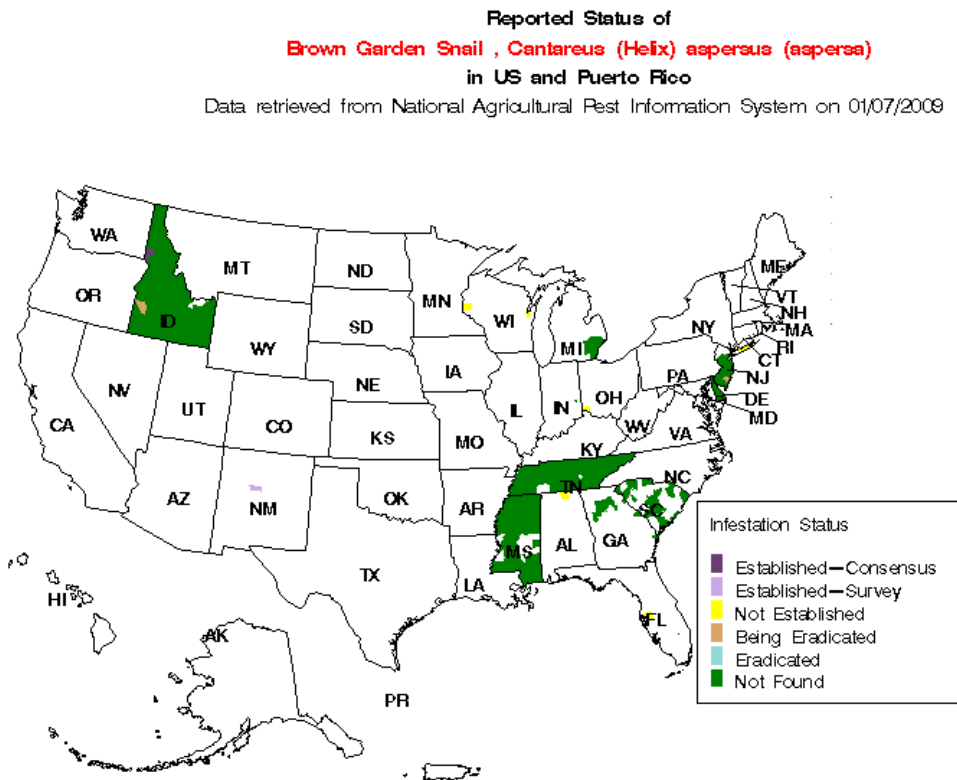 Reported Status of
Brown Garden Snail , Cantareus (Helix) aspersus (aspersa)
in US and Puerto Rico
Data retrieved from National Agricultural Pest Information System on 01/07/2009
WA
MT
ND
MN
ME
VT
NH
MA
RI
CT
OR
ID
SD
WI
MI
NY
WY
IA
PA
NJ
DE
MD
NV
NE
IL
IN
OH
CA
UT
CO
KS
MO
WV
VA
KY
AZ
NM
OK
AR
TN
NC
SC
MS
AL
GA
TX
LA
FL
HI
AK
PR
Infestation Status
Established—Consensus
Established—Survey
Not Established
Being Eradicated
Eradicated
Not Found